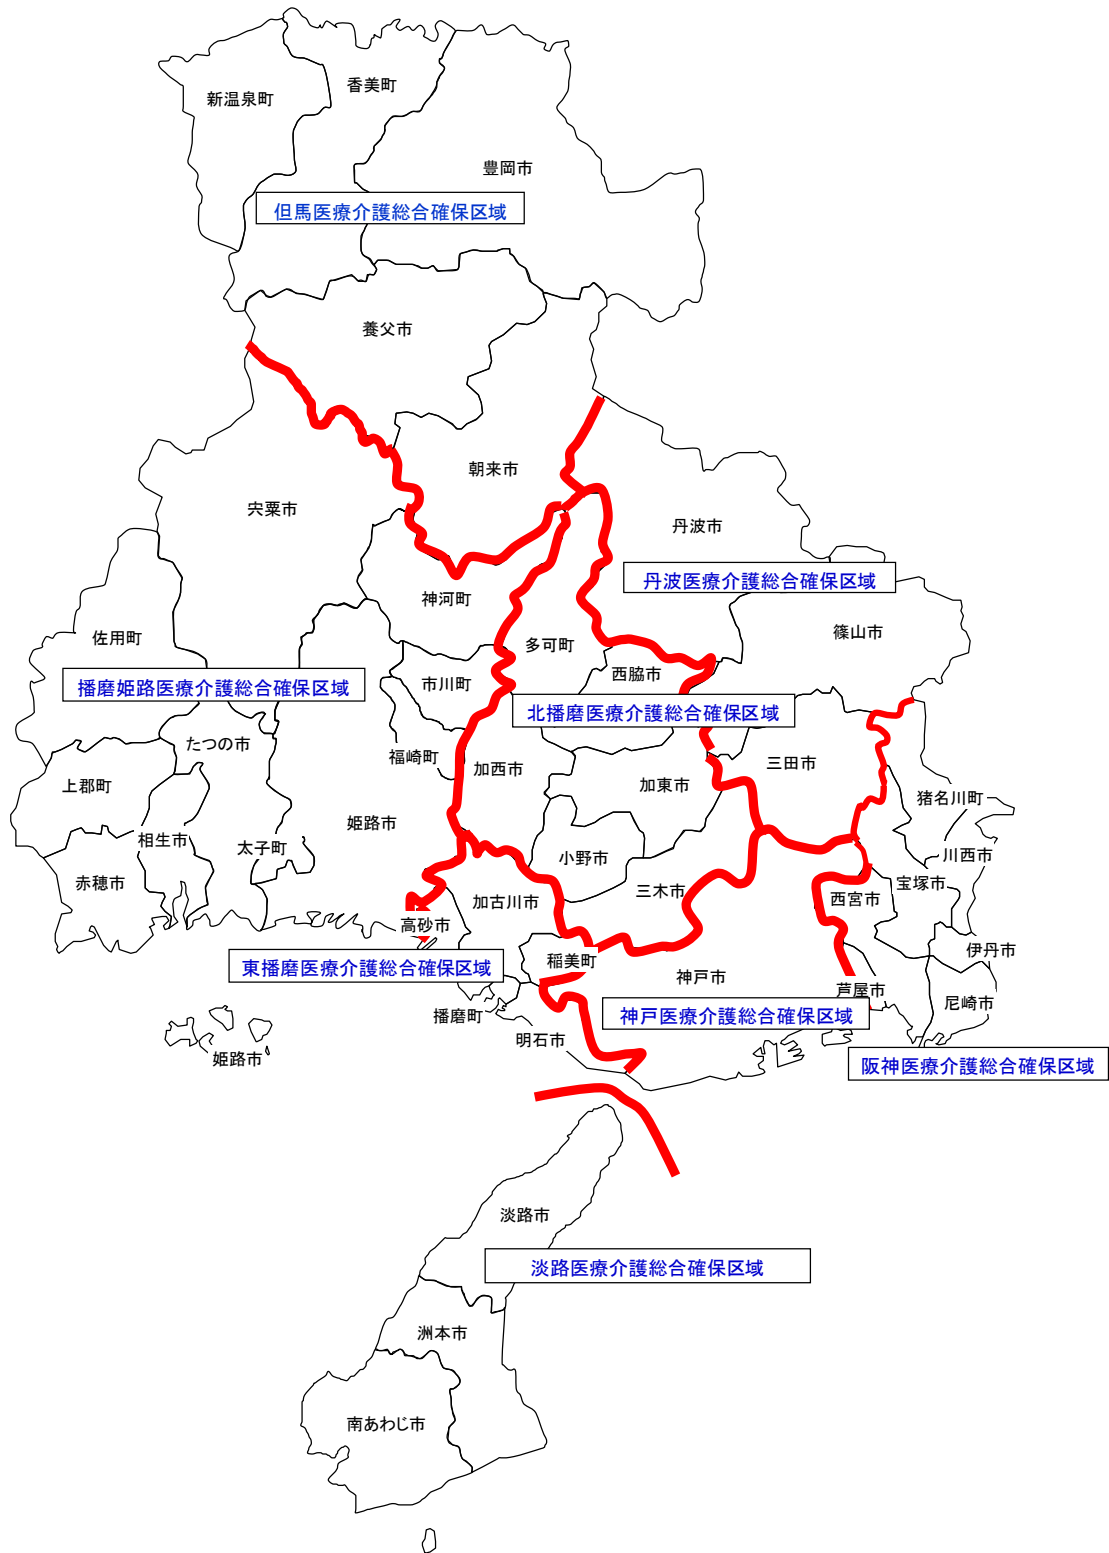 香美町
新温泉町
豊岡市
但馬医療介護総合確保区域
養父市
朝来市
宍粟市
丹波市
丹波医療介護総合確保区域
神河町
篠山市
佐用町
多可町
西脇市
市川町
播磨姫路医療介護総合確保区域
北播磨医療介護総合確保区域
たつの市
福崎町
加西市
三田市
上郡町
加東市
猪名川町
姫路市
相生市
太子町
小野市
川西市
赤穂市
三木市
宝塚市
西宮市
加古川市
高砂市
伊丹市
稲美町
東播磨医療介護総合確保区域
神戸市
芦屋市
尼崎市
播磨町
神戸医療介護総合確保区域
明石市
姫路市
阪神医療介護総合確保区域
淡路市
淡路医療介護総合確保区域
洲本市
南あわじ市